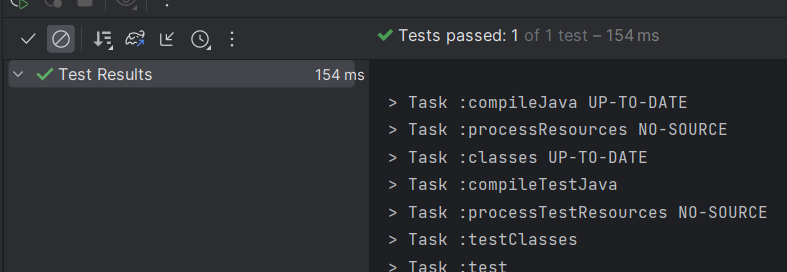 Tests passed: 1 of 1 test – 154 ms
Test Results 154 ms
> Task :compileJava UP-TO-DATE
> Task :processResources NO-SOURCE
> Task :classes UP-TO-DATE
> Task :compileTestJava
> Task :processTestResources NO-SOURCE
> Task :testClasses
> Task :test